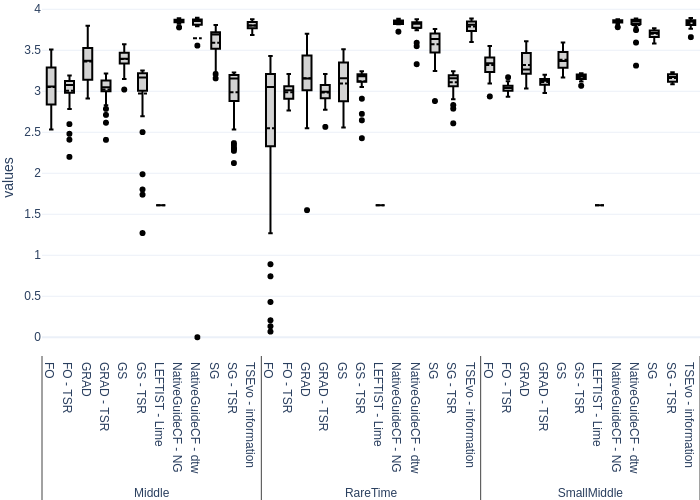 values
4
3.5
3
2.5
2
1.5
1
0.5
0
FO
FO - TSR
GRAD
GRAD - TSR
GS
GS - TSR
LEFTIST - Lime
NativeGuideCF - NG
NativeGuideCF - dtw
SG
SG - TSR
TSEvo - information
FO
FO - TSR
GRAD
GRAD - TSR
GS
GS - TSR
LEFTIST - Lime
NativeGuideCF - NG
NativeGuideCF - dtw
SG
SG - TSR
TSEvo - information
FO
FO - TSR
GRAD
GRAD - TSR
GS
GS - TSR
LEFTIST - Lime
NativeGuideCF - NG
NativeGuideCF - dtw
SG
SG - TSR
TSEvo - information
Middle
RareTime
SmallMiddle